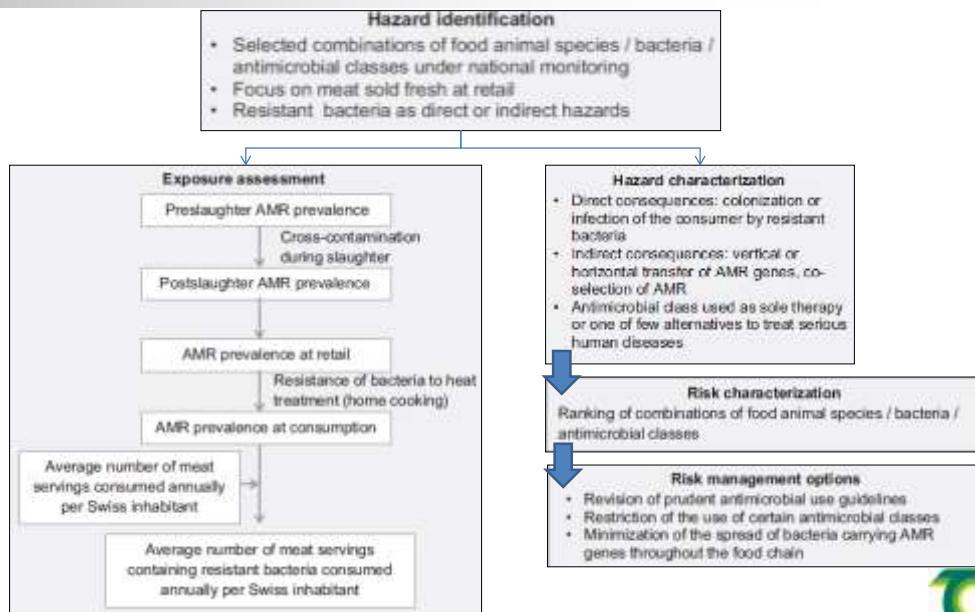 Hazard identification
• Selected combinations of food animal species / bacteria /
antimicrobial classes under national monitoring
• Focus on meat sold fresh at retail
• Resistant bacteria as direct or indirect hazards
Exposure assessment
Preslaughter AMR prevalence
Cross-contamination
during slaughter
Postslaughter AMR prevalence
AMR prevalence at retail
Resistance of bacteria to heat
treatment (home cooking)
AMR prevalence at consumption
Average number of meat
servings consumed annually
per Swiss inhabitant
Average number of meat servings
containing resistant bacteria consumed
annually per Swiss inhabitant
Hazard characterization
• Direct consequences: colonization or
infection of the consumer by resistant
bacteria
• Indirect consequences: vertical or
horizontal transfer of AMR genes, co-
selection of AMR
• Antimicrobial class used as sole therapy
or one of few alternatives to treat serious
human diseases
Risk characterization
Ranking of combinations of food animal species / bacteria /
antimicrobial classes
Risk management options
• Revision of prudent antimicrobial use guidelines
• Restriction of the use of certain antimicrobial classes
• Minimization of the spread of bacteria carrying AMR
genes throughout the food chain